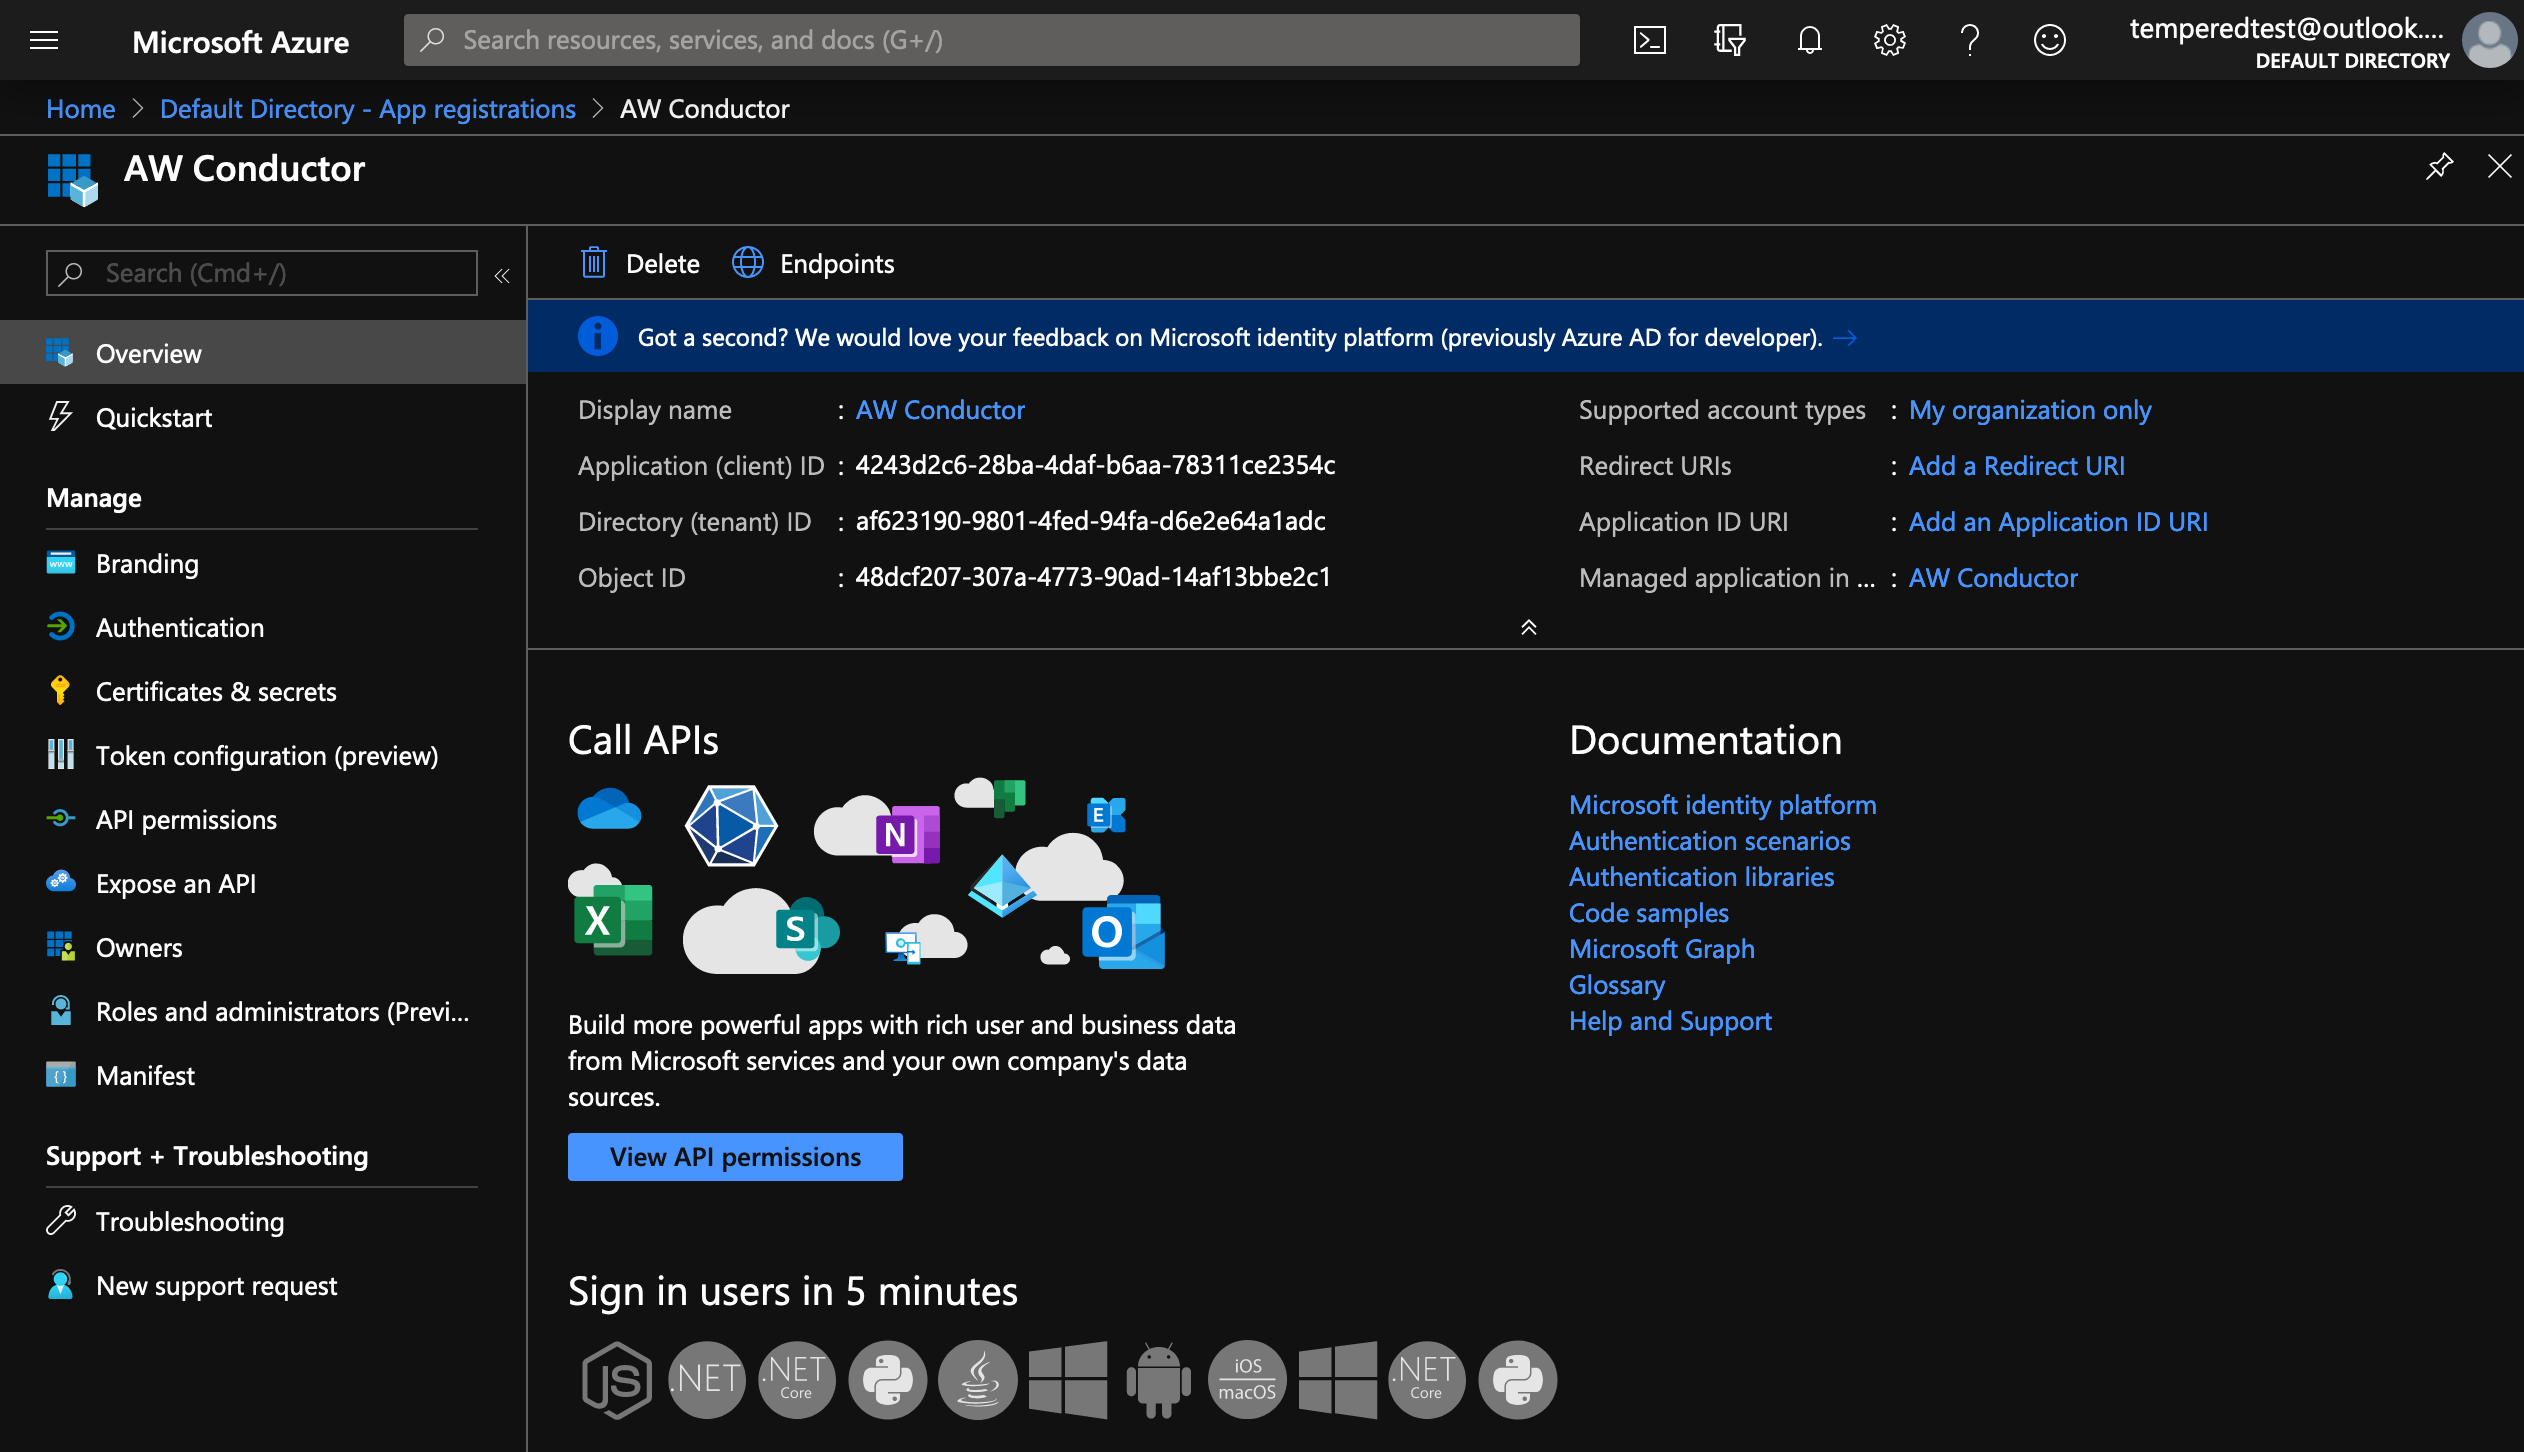 Microsoft Azure
Search resources, services, and docs (G+/)
temperedtest@outlook....
DEFAULT DIRECTORY
Home > Default Directory - App registrations > AW Conductor
AW Conductor
Search (Cmd+/)
«
Overview
Quickstart
Manage
Branding
Authentication
Certificates & secrets
Token configuration (preview)
API permissions
Expose an API
Owners
Roles and administrators (Previ...
Manifest
Support + Troubleshooting
Troubleshooting
New support request
Delete
Endpoints
Got a second? We would love your feedback on Microsoft identity platform (previously Azure AD for developer). →
Display name : AW Conductor
Application (client) ID : 4243d2c6-28ba-4daf-b6aa-78311ce2354c
Directory (tenant) ID : af623190-9801-4fed-94fa-d6e2e64a1adc
Object ID : 48dcf207-307a-4773-90ad-14af13bbe2c1
Supported account types : My organization only
Redirect URIs : Add a Redirect URI
Application ID URI : Add an Application ID URI
Managed application in ... : AW Conductor
Call APIs
N
E
X
S
O
Build more powerful apps with rich user and business data
from Microsoft services and your own company's data
sources.
View API permissions
Documentation
Microsoft identity platform
Authentication scenarios
Authentication libraries
Code samples
Microsoft Graph
Glossary
Help and Support
Sign in users in 5 minutes
JS
.NET
.NET
Core
iOS
macOS
.NET
Core